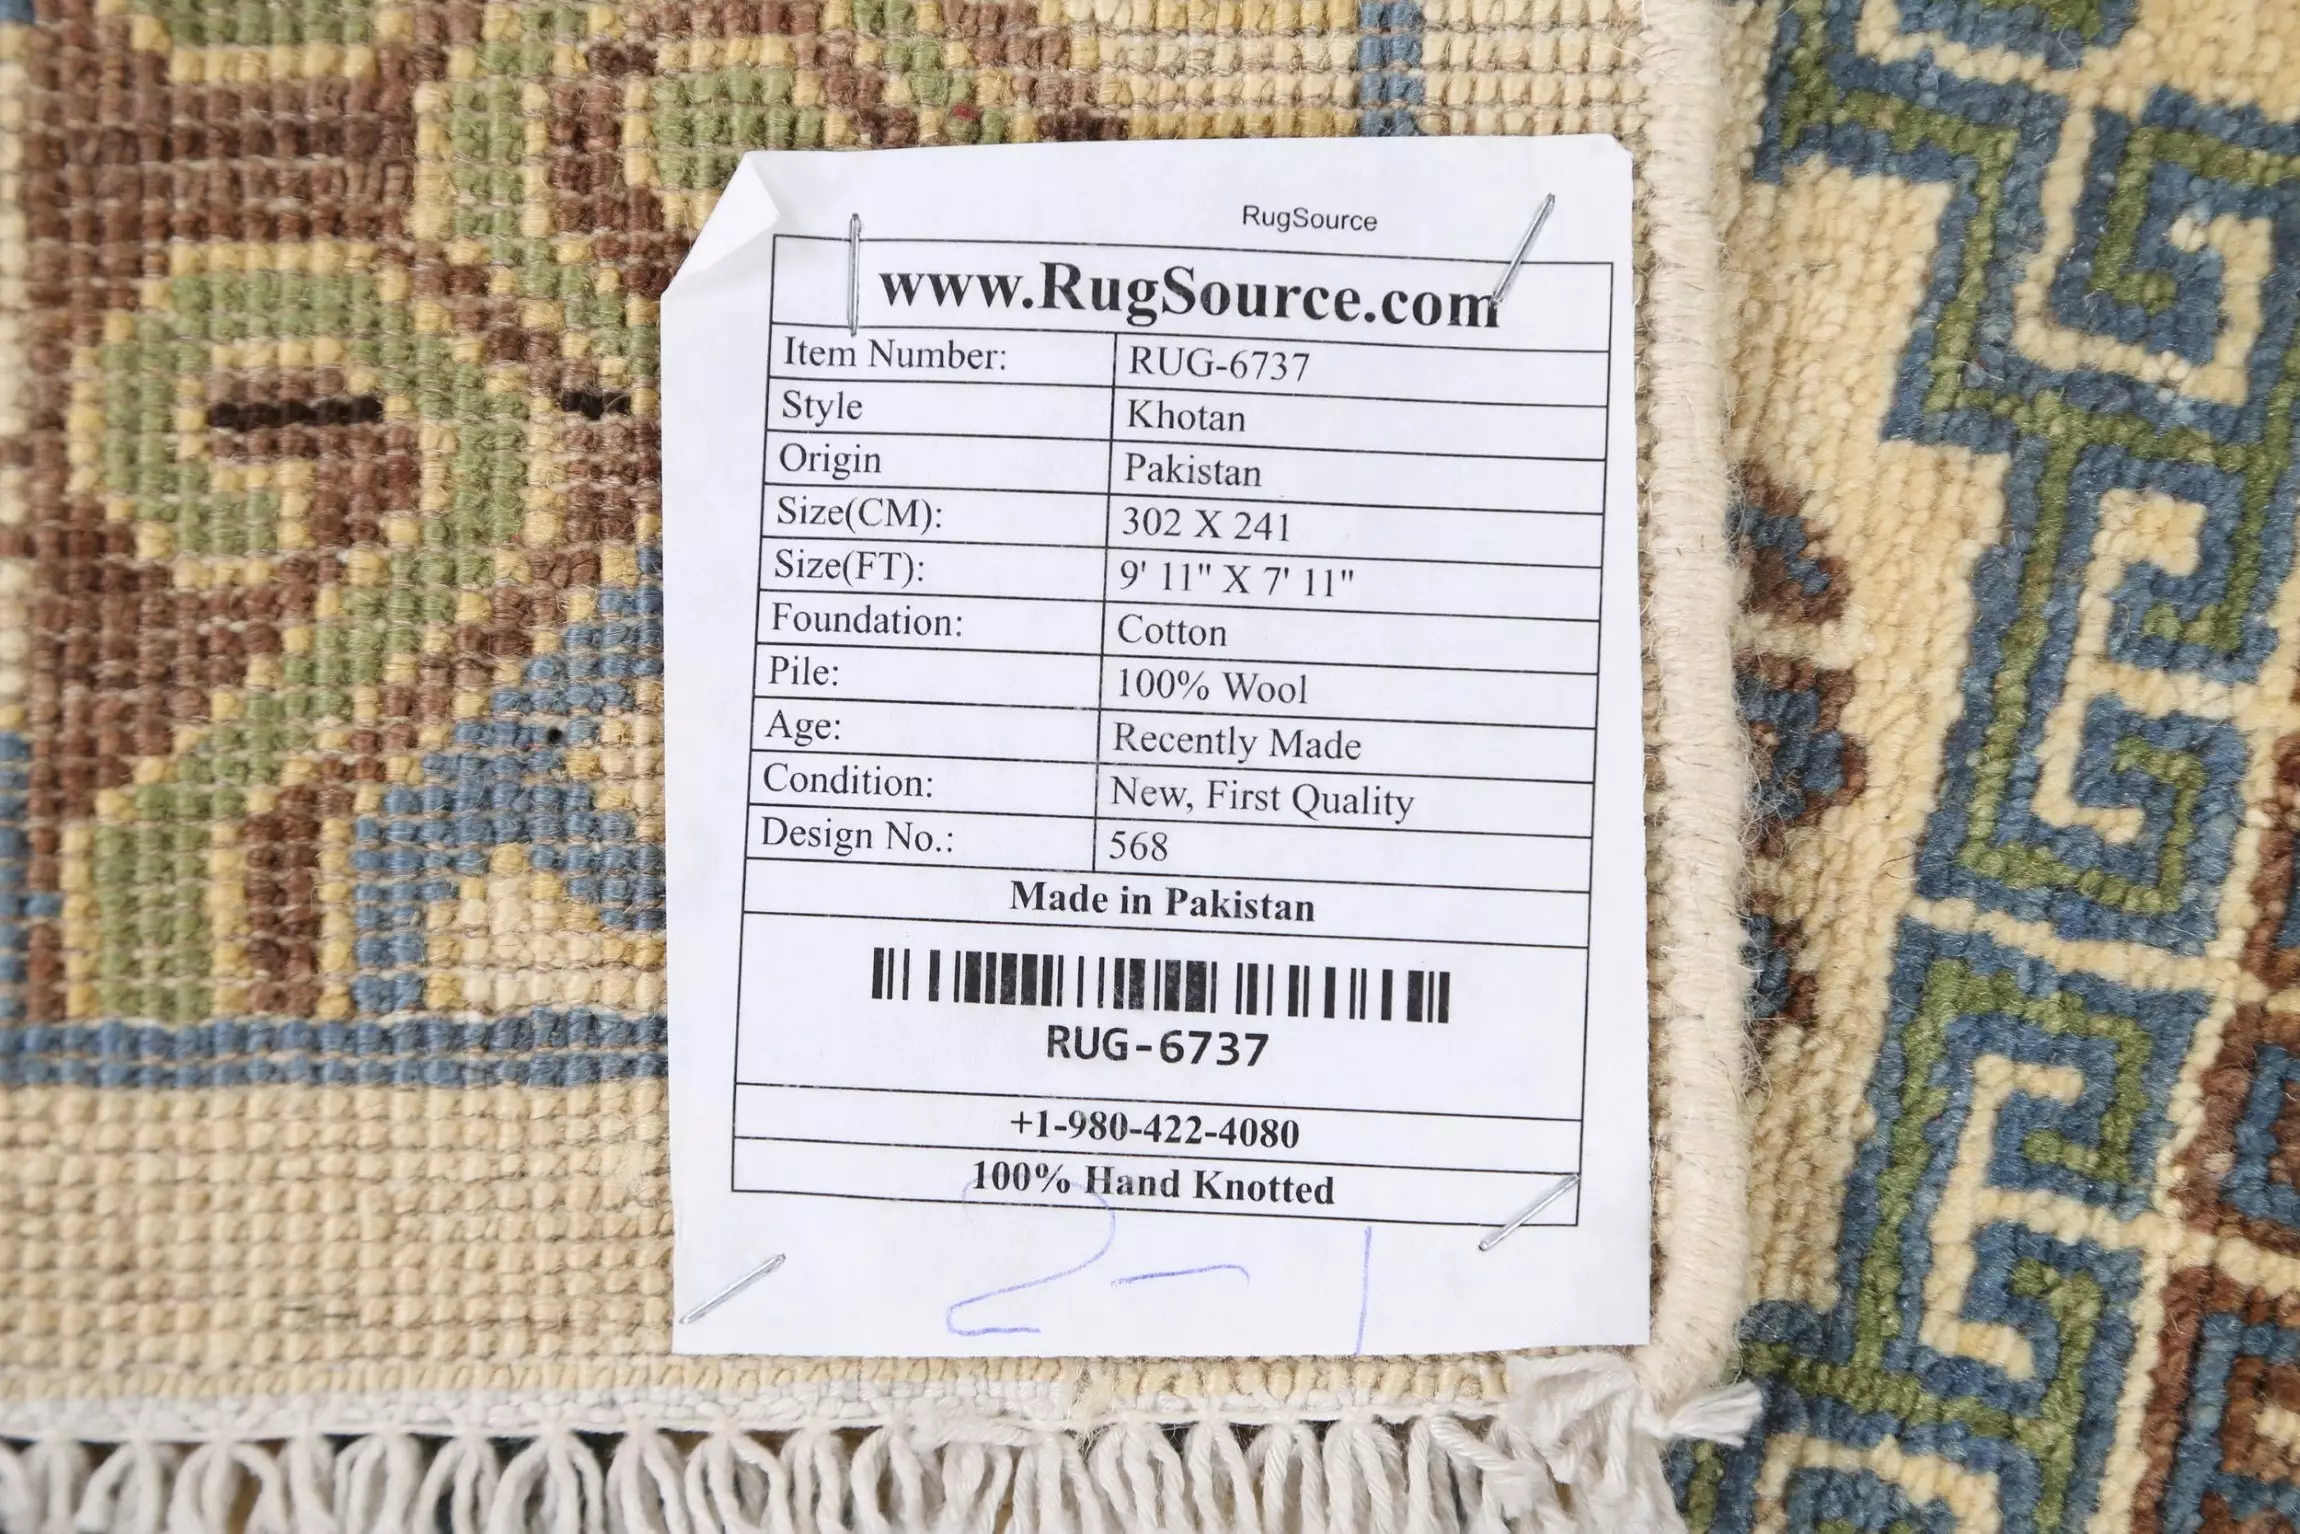 RugSource
www.RugSource.com
Item Number: RUG-6737
Style Khotan
Origin Pakistan
Size(CM): 302 X 241
Size(FT): 9' 11" X 7' 11"
Foundation: Cotton
Pile: 100% Wool
Age: Recently Made
Condition: New, First Quality
Design No.: 568
Made in Pakistan
RUG-6737
+1-980-422-4080
100% Hand Knotted
2-1